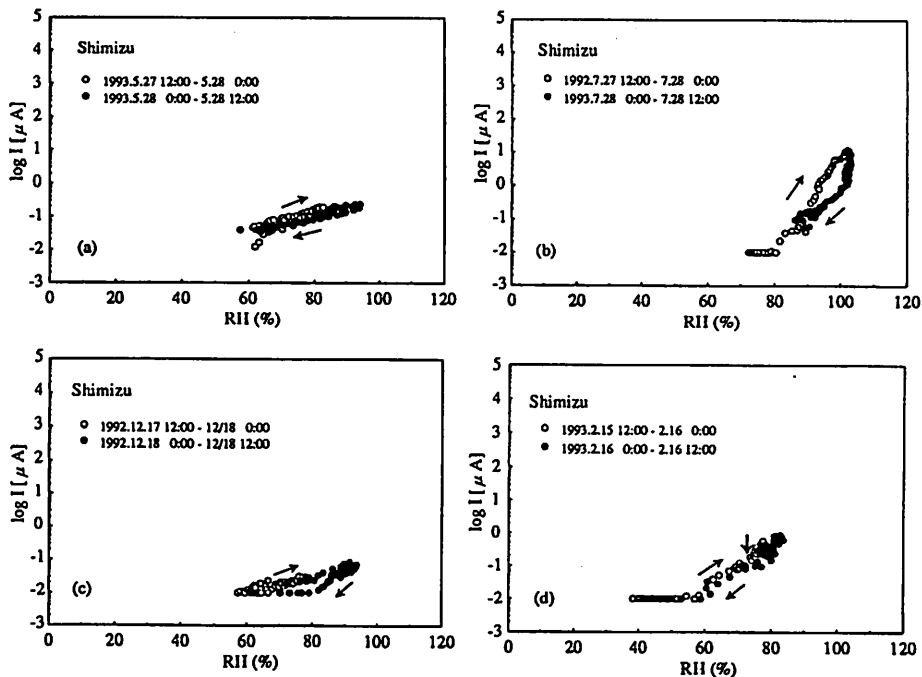 5
4
3
2
1
0
-1
-2
-3
log I [μA]
Shimizu
○ 1993.5.27 12:00 - 5.28 0:00
● 1993.5.28 0:00 - 5.28 12:00
(a)
0 20 40 60 80 100 120
RH (%)
5
4
3
2
1
0
-1
-2
-3
log I [μA]
Shimizu
○ 1992.7.27 12:00 - 7.28 0:00
● 1993.7.28 0:00 - 7.28 12:00
(b)
0 20 40 60 80 100 120
RH (%)
5
4
3
2
1
0
-1
-2
-3
log I [μA]
Shimizu
○ 1992.12.17 12:00 - 12/18 0:00
● 1992.12.18 0:00 - 12/18 12:00
(c)
0 20 40 60 80 100 120
RH (%)
5
4
3
2
1
0
-1
-2
-3
log I [μA]
Shimizu
○ 1993.2.15 12:00 - 2.16 0:00
● 1993.2.16 0:00 - 2.16 12:00
(d)
0 20 40 60 80 100 120
RH (%)